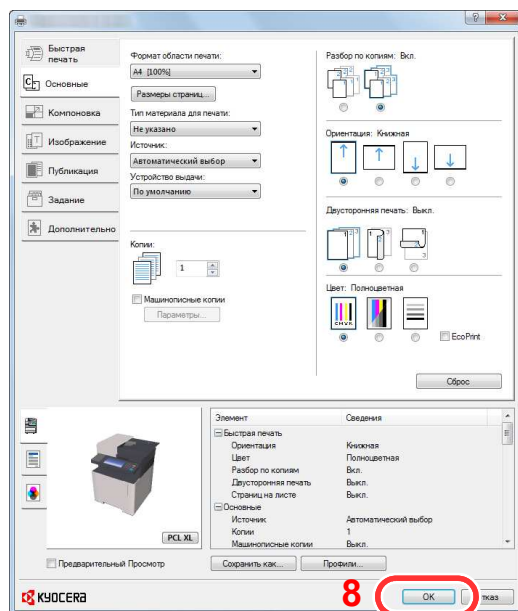 Быстрая
печать
Основные
Компоновка
Изображение
Публикация
Задание
Дополнительно
Формат области печати:
A4 [100%]
Размеры страниц...
Тип материала для печати:
Не указано
Источник:
Автоматический выбор
Устройство выдачи:
По умолчанию
Копии:
1
Машинописные копии
Параметры...
Разбор по копиям: Вкл.
Ориентация: Книжная
Двусторонняя печать: Выкл.
Цвет: Полноцветная
CMYK
EcoPrint
Сброс
Элемент Сведения
Быстрая печать
Ориентация Книжная
Цвет Полноцветная
Разбор по копиям Вкл.
Двусторонняя печать Выкл.
Страниц на листе Выкл.
Основные
Источник Автоматический выбор
Копии 1
Машинописные копии Выкл.
PCL XL
Предварительный Просмотр
Сохранить как...
Профили...
KYOCERA
8
OK
тказ